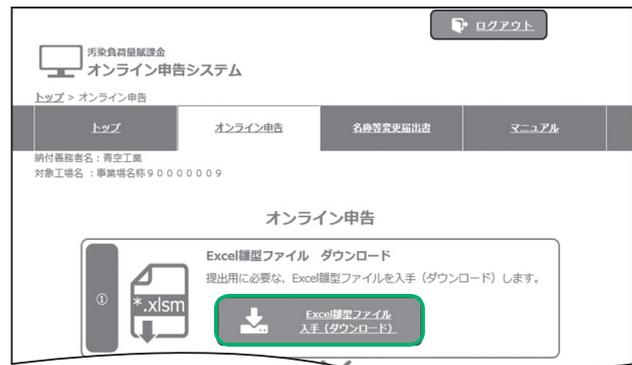 ログアウト
汚染負荷量賦課金
オンライン申告システム
トップ > オンライン申告
トップ オンライン申告 名称等変更届出書 マニュアル
納付義務者名：青空工業
対象工場名 ：事業場名称９００００００９
オンライン申告
Excel雛型ファイル ダウンロード
提出用に必要な、Excel雛型ファイルを入手（ダウンロード）します。
①
*.xlsm
Excel雛型ファイル
入手（ダウンロード）